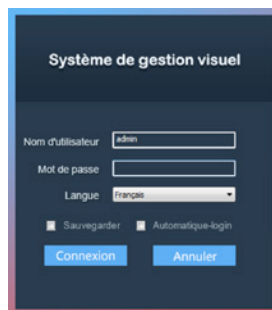 Système de gestion visuel
Nom d'utilisateur admin
Mot de passe
Langue Français
Sauvegarder Automatique-login
Connexion Annuler